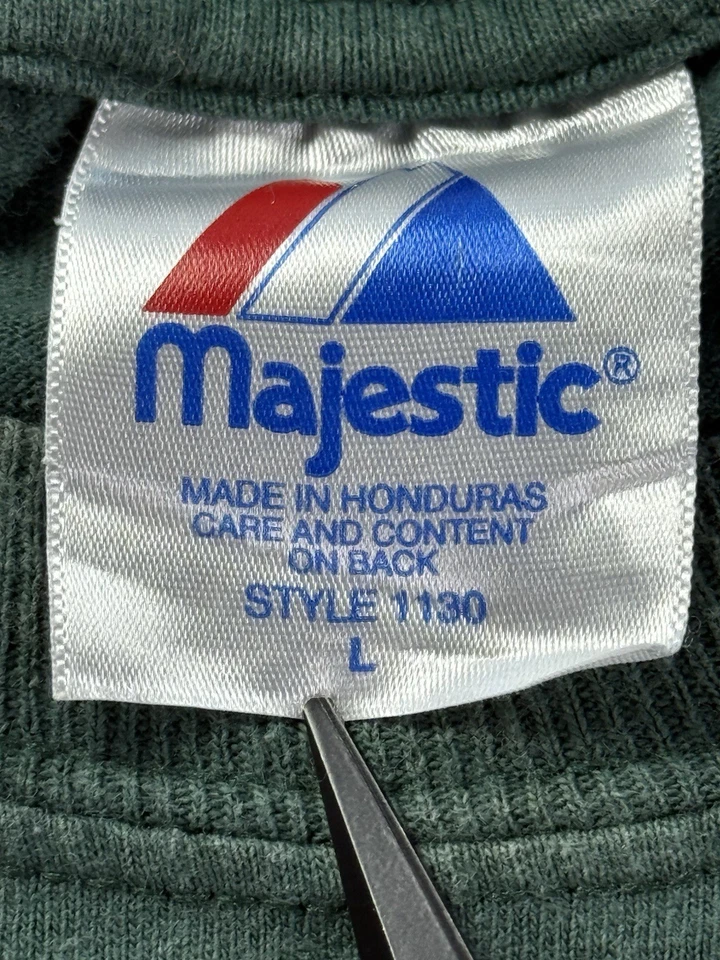 Majestic®
MADE IN HONDURAS
CARE AND CONTENT
ON BACK
STYLE 1130
L